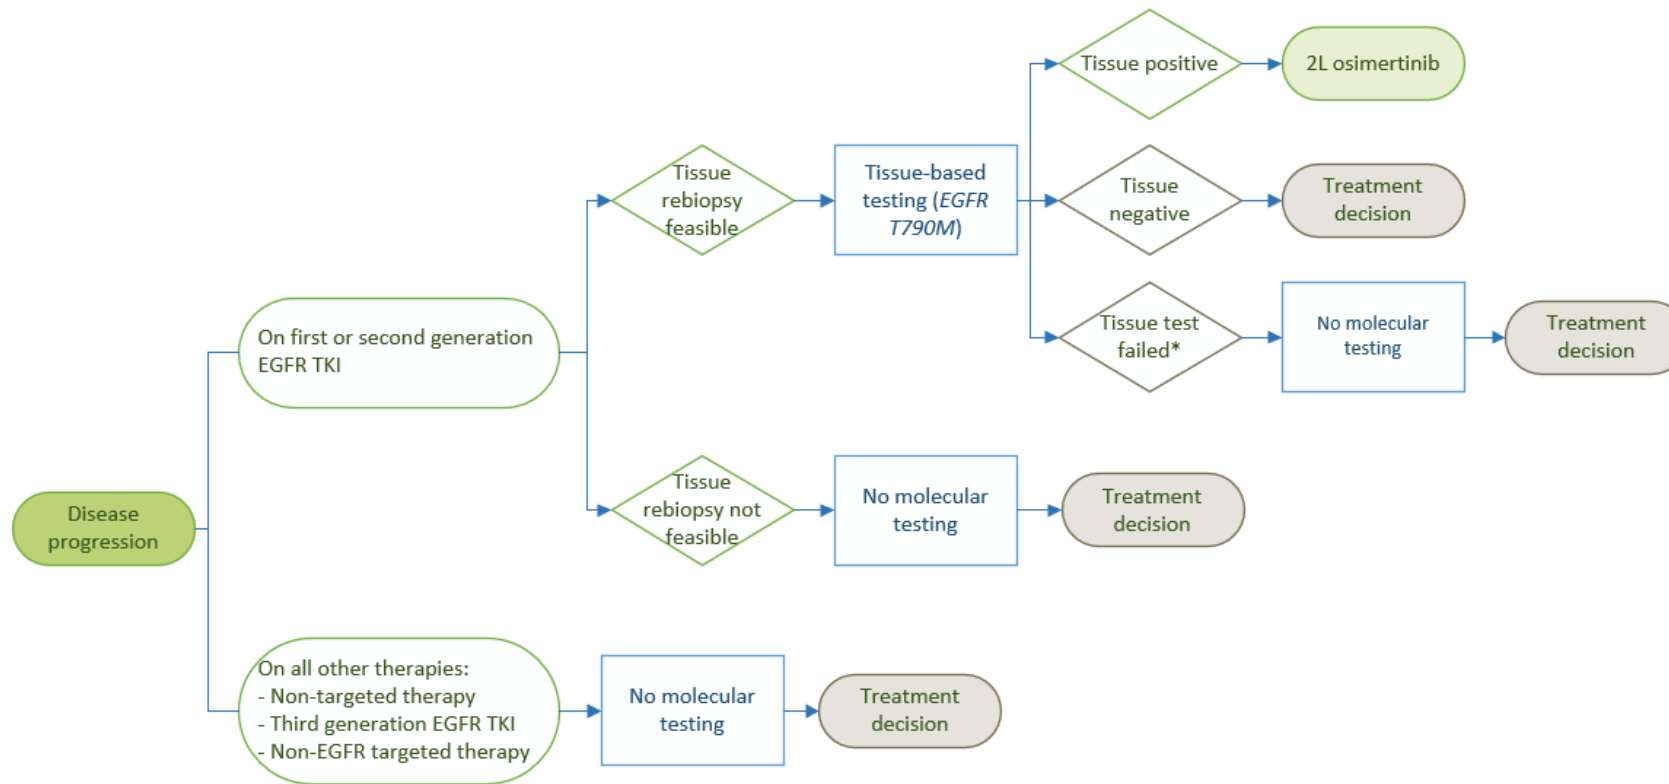 Tissue positive
2L osimertinib
Tissue
rebiopsy
feasible
Tissue-based
testing (EGFR
T790M)
Tissue
negative
Treatment
decision
On first or second generation
EGFR TKI
Tissue test
failed*
No molecular
testing
Treatment
decision
Disease
progression
Tissue
rebiopsy not
feasible
No molecular
testing
Treatment
decision
On all other therapies:
- Non-targeted therapy
- Third generation EGFR TKI
- Non-EGFR targeted therapy
No molecular
testing
Treatment
decision